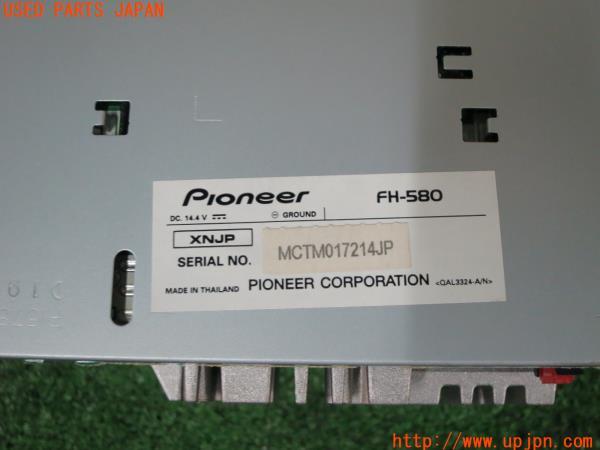 USED PARTS JAPAN
Pioneer FH-580
DC. 14.4 V ⎓ ⊖ GROUND
XNJP
SERIAL NO. MCTM017214JP
MADE IN THAILAND PIONEER CORPORATION <QAL3324-A/N>
http://www.upjpn.com